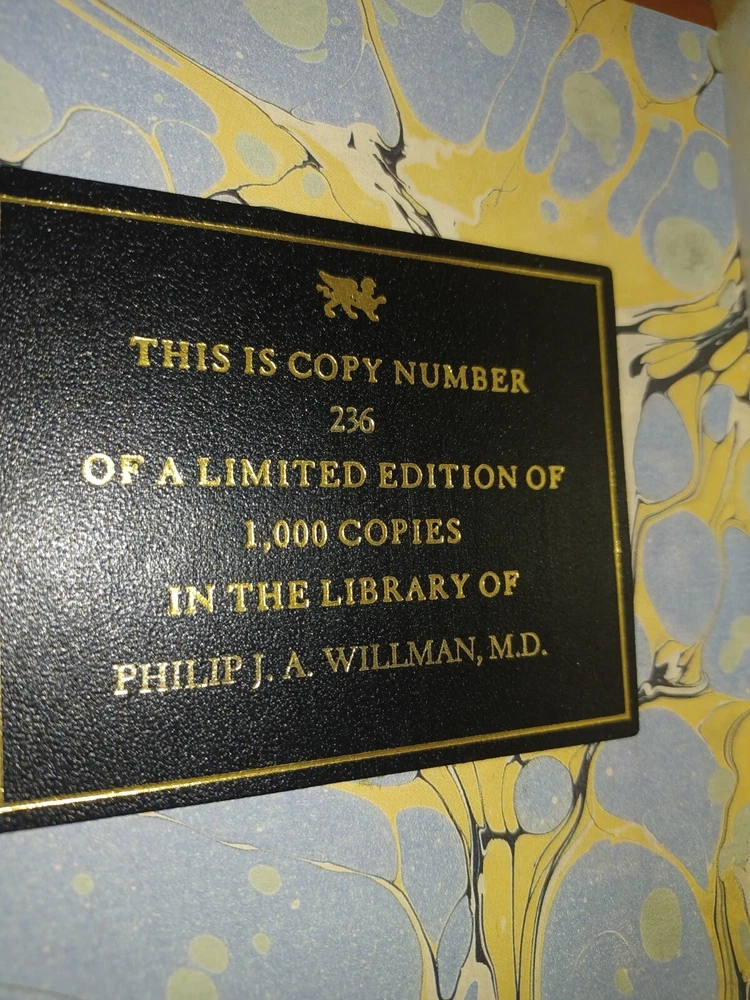 THIS IS COPY NUMBER
236
OF A LIMITED EDITION OF
1,000 COPIES
IN THE LIBRARY OF
PHILIP J. A. WILLMAN, M.D.